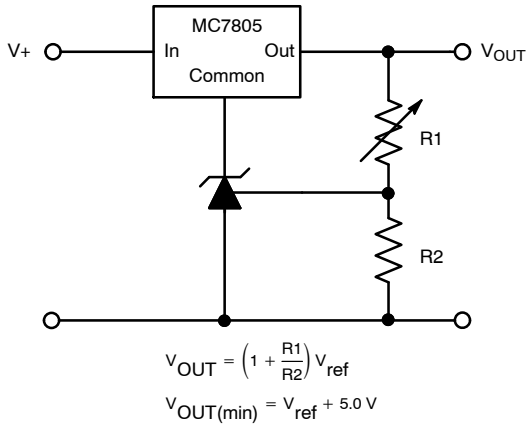 MC7805
V+ In Out VOUT
Common
R1
R2
VOUT = (1 + R1/R2) Vref
VOUT(min) = Vref + 5.0 V